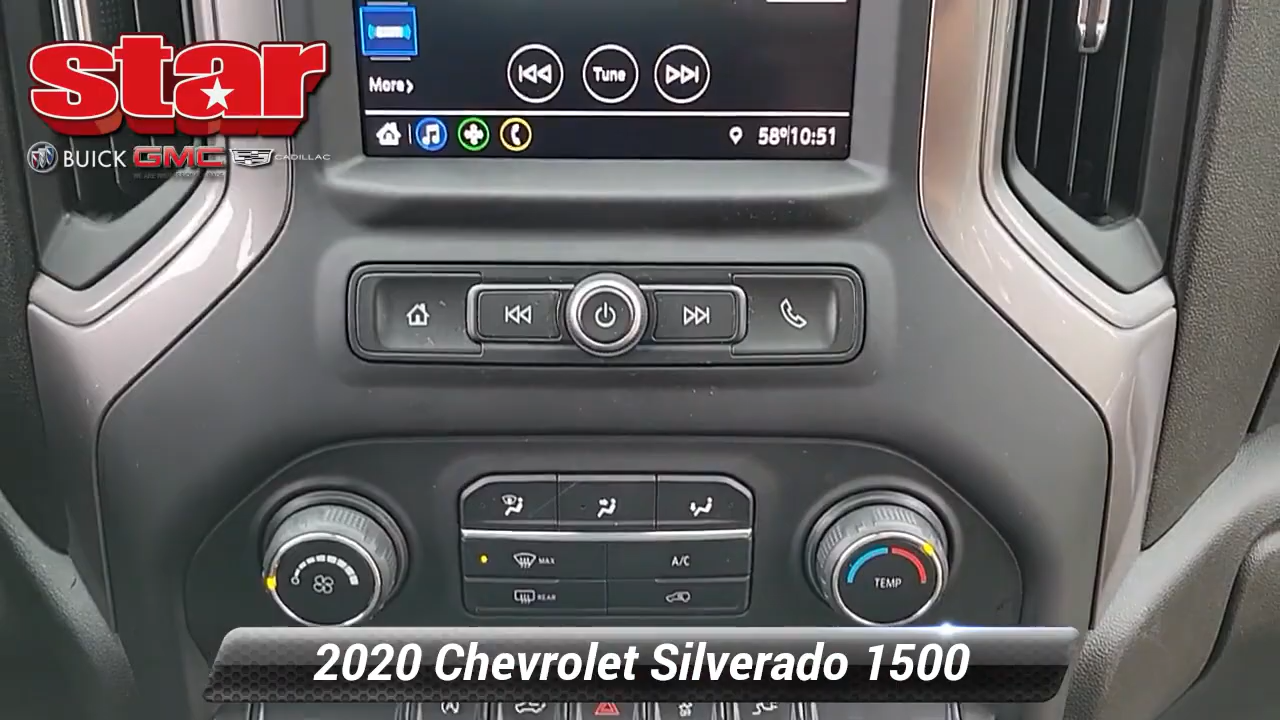 star
BUICK GMC CADILLAC
More>
Tune
58°|10:51
MAX
A/C
REAR
TEMP
2020 Chevrolet Silverado 1500